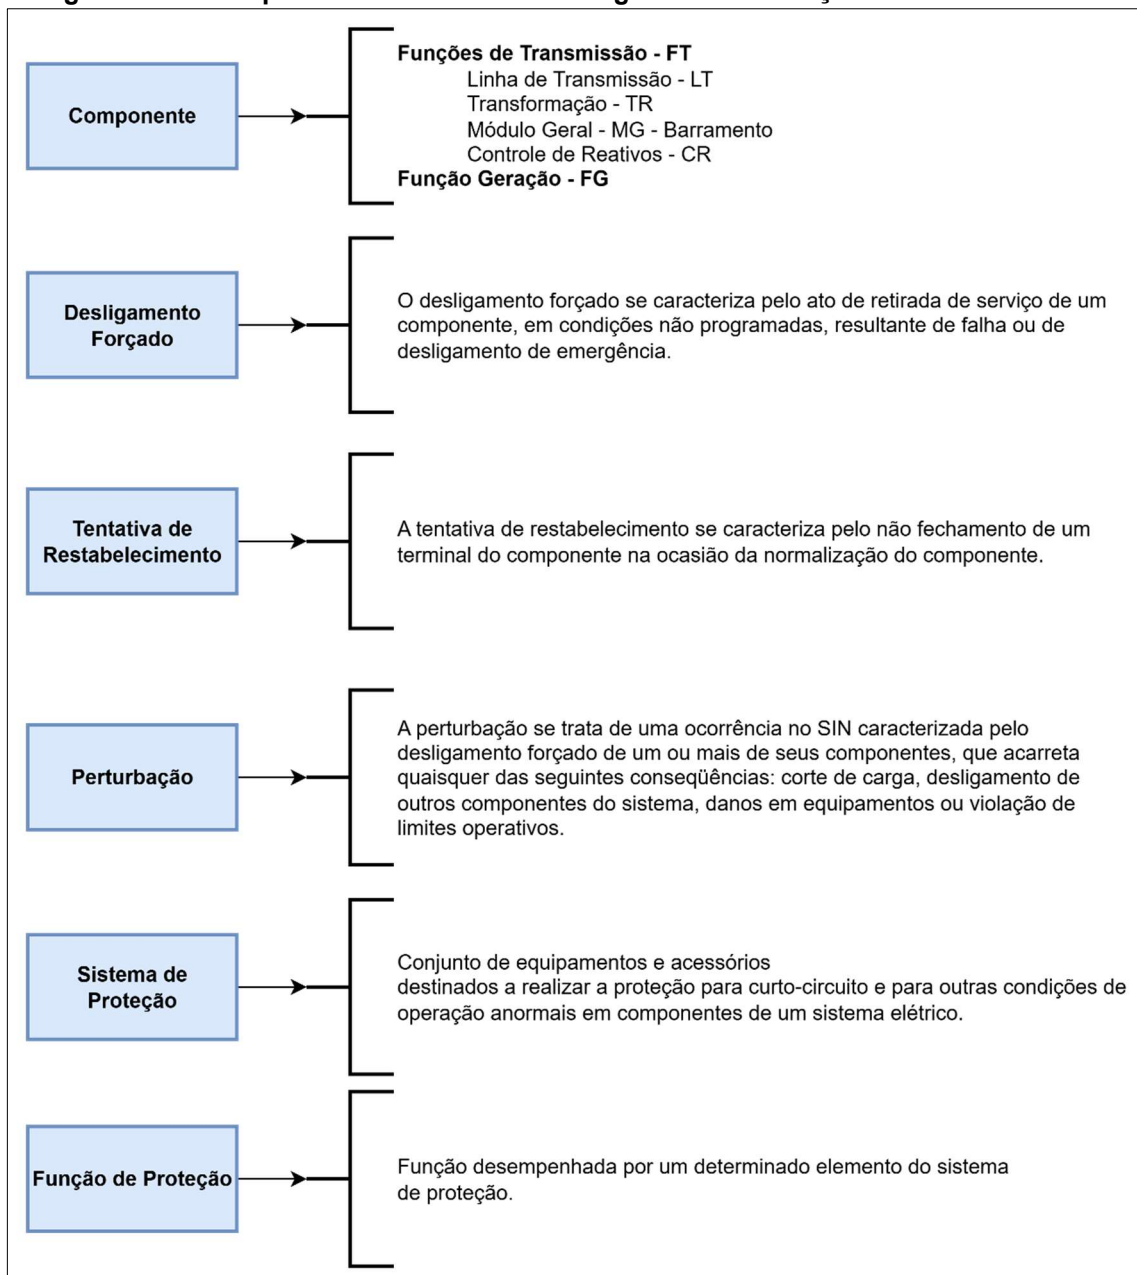 Componente
Funções de Transmissão - FT
Linha de Transmissão - LT
Transformação - TR
Módulo Geral - MG - Barramento
Controle de Reativos - CR
Função Geração - FG
Desligamento
Forçado
O desligamento forçado se caracteriza pelo ato de retirada de serviço de um
componente, em condições não programadas, resultante de falha ou de
desligamento de emergência.
Tentativa de
Restabelecimento
A tentativa de restabelecimento se caracteriza pelo não fechamento de um
terminal do componente na ocasião da normalização do componente.
Perturbação
A perturbação se trata de uma ocorrência no SIN caracterizada pelo
desligamento forçado de um ou mais de seus componentes, que acarreta
quaisquer das seguintes conseqüências: corte de carga, desligamento de
outros componentes do sistema, danos em equipamentos ou violação de
limites operativos.
Sistema de
Proteção
Conjunto de equipamentos e acessórios
destinados a realizar a proteção para curto-circuito e para outras condições de
operação anormais em componentes de um sistema elétrico.
Função de Proteção
Função desempenhada por um determinado elemento do sistema
de proteção.